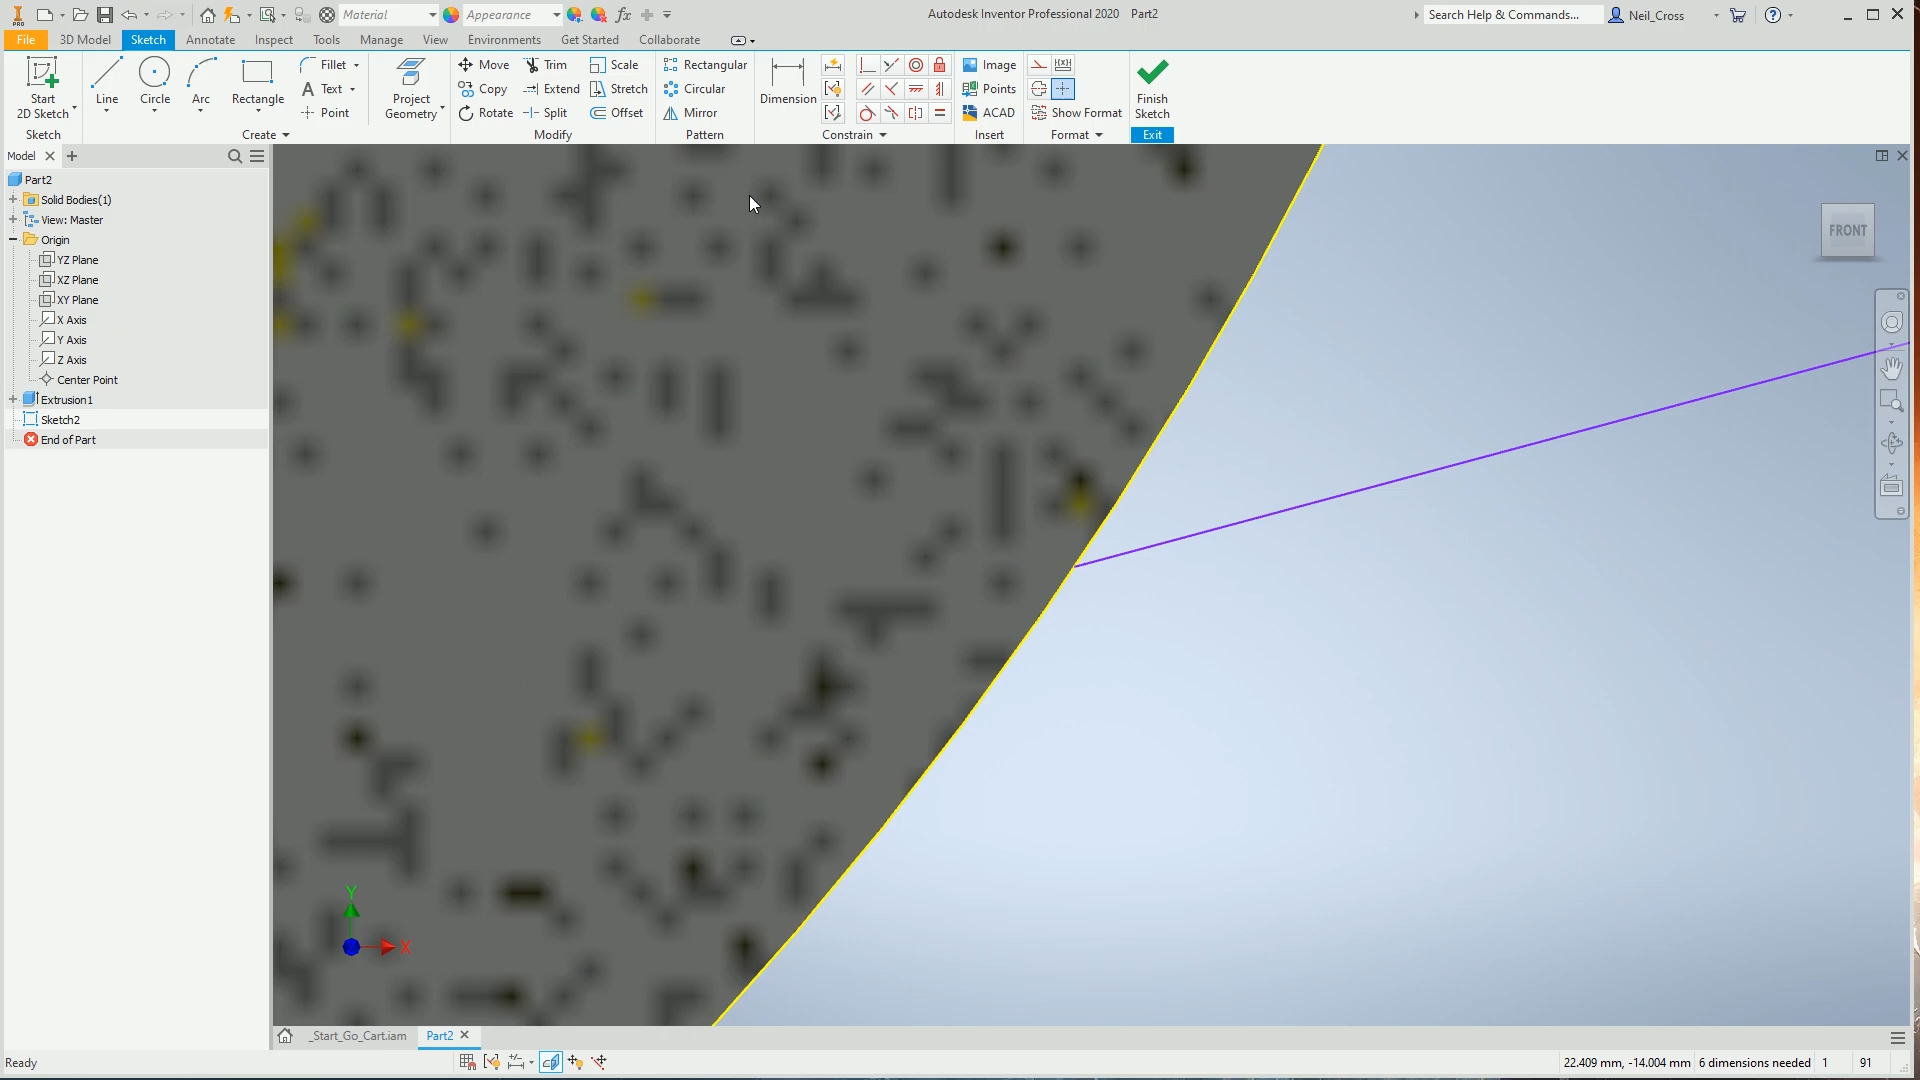 Material
Appearance
fx
Autodesk Inventor Professional 2020 Part2
Search Help & Commands...
Neil_Cross
File
3D Model
Sketch
Annotate
Inspect
Tools
Manage
View
Environments
Get Started
Collaborate
Start
2D Sketch
Line
Circle
Arc
Rectangle
Fillet
Text
Point
Project
Geometry
Move
Copy
Rotate
Trim
Extend
Split
Scale
Stretch
Offset
Rectangular
Circular
Mirror
Dimension
Image
Points
ACAD
Show Format
Finish
Sketch
Sketch
Create
Modify
Pattern
Constrain
Insert
Format
Exit
Model
Part2
Solid Bodies(1)
View: Master
Origin
YZ Plane
XZ Plane
XY Plane
X Axis
Y Axis
Z Axis
Center Point
Extrusion1
Sketch2
End of Part
FRONT
Y
X
_Start_Go_Cart.iam
Part2
Ready
22.409 mm, -14.004 mm 6 dimensions needed 1 91